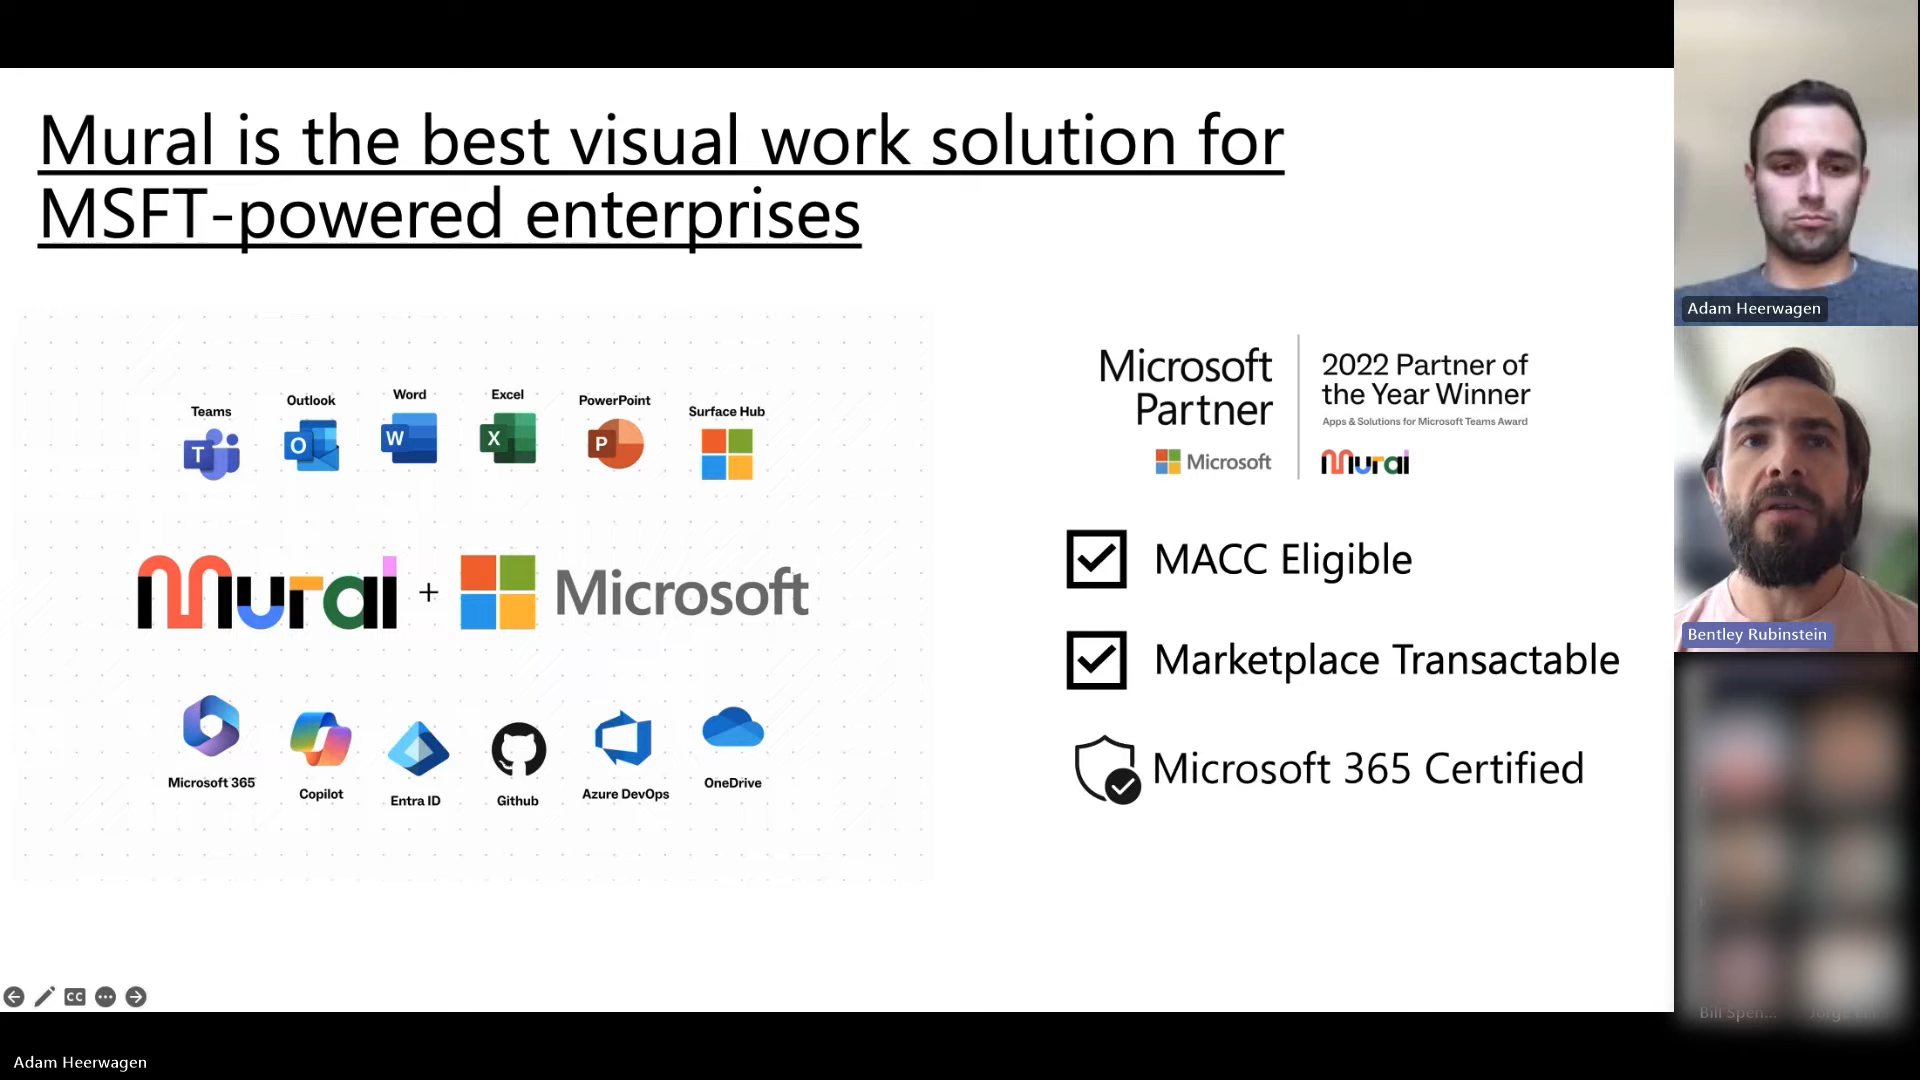 Mural is the best visual work solution for
MSFT-powered enterprises
Teams
Outlook
Word
Excel
PowerPoint
Surface Hub
T
O
W
X
P
Mural + Microsoft
Microsoft 365
Copilot
Entra ID
Github
Azure DevOps
OneDrive
Microsoft
Partner
Microsoft
2022 Partner of
the Year Winner
Apps & Solutions for Microsoft Teams Award
Mural
MACC Eligible
Marketplace Transactable
Microsoft 365 Certified
CC
Adam Heerwagen
Bentley Rubinstein
Bill Spen...
Adam Heerwagen